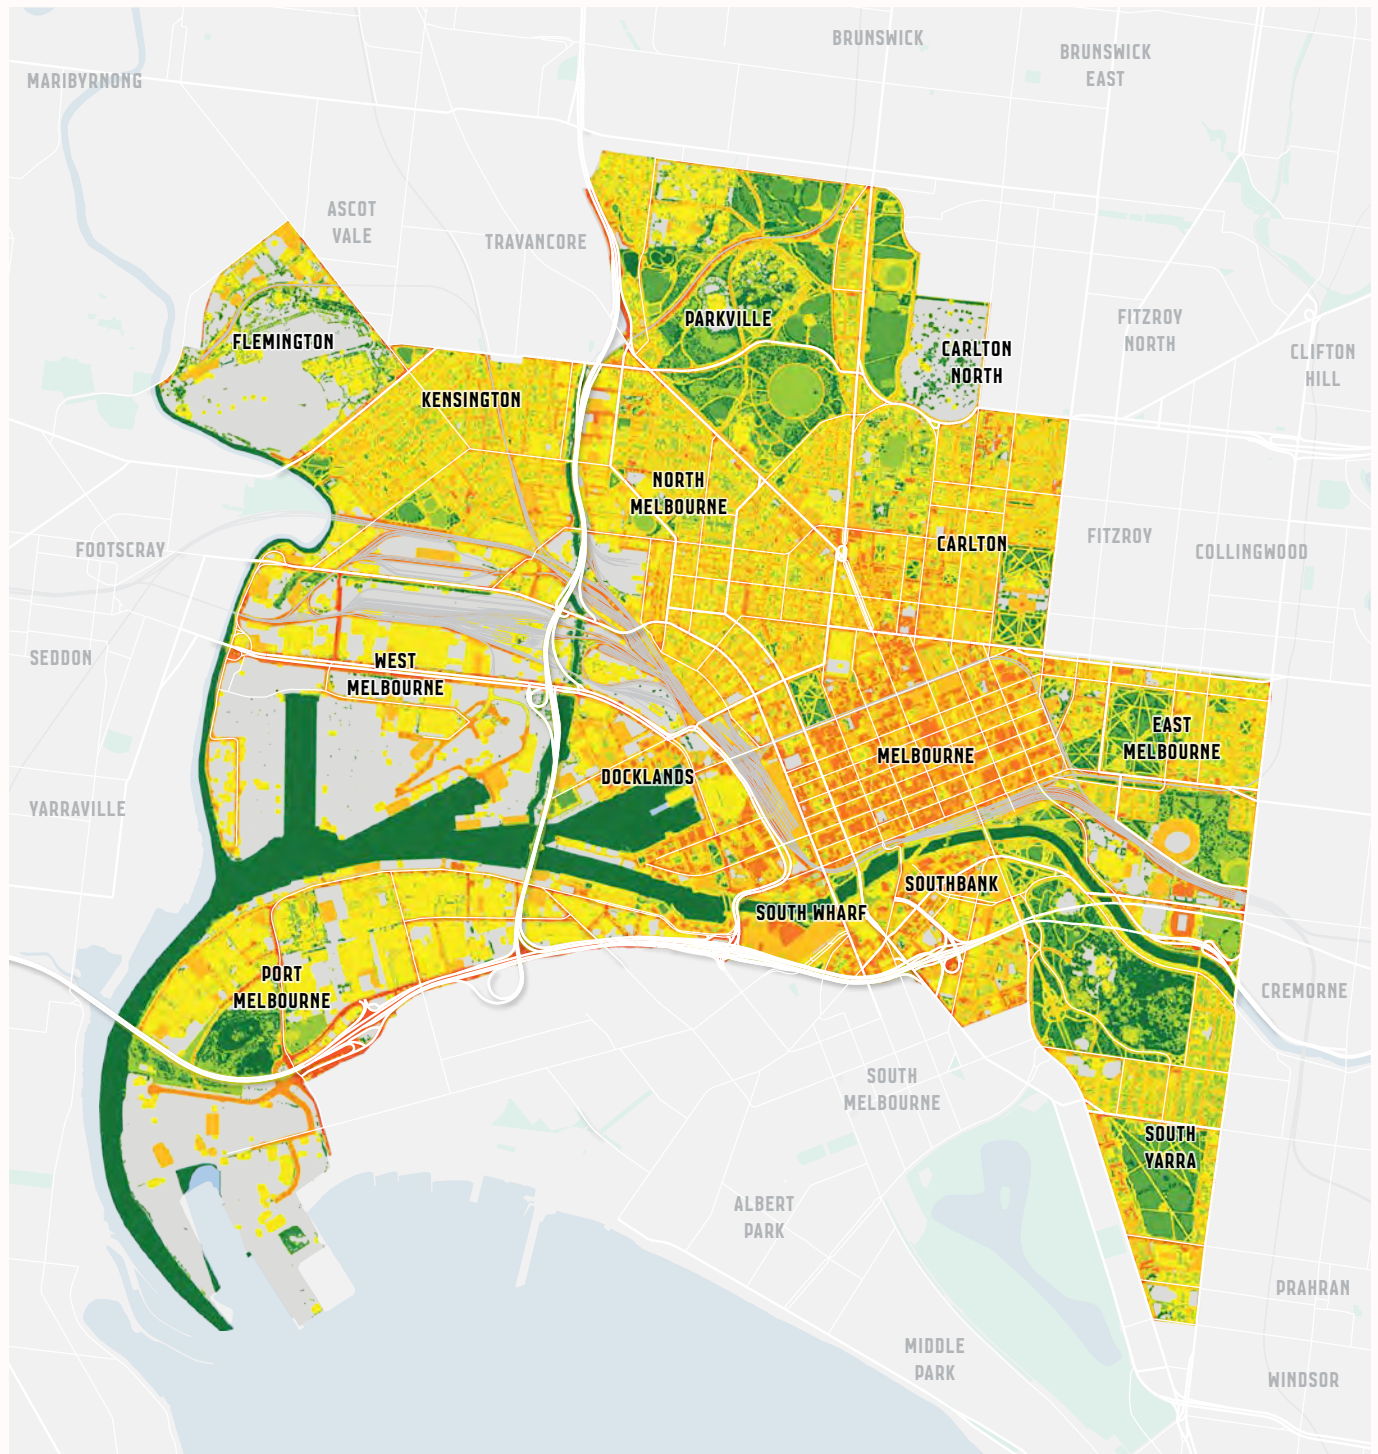 BRUNSWICK
BRUNSWICK
EAST
MARIBYRNONG
ASCOT
VALE
TRAVANCORE
PARKVILLE
FITZROY
NORTH
FLEMINGTON
CARLTON
NORTH
CLIFTON
HILL
KENSINGTON
NORTH
MELBOURNE
CARLTON
FITZROY
COLLINGWOOD
FOOTSCRAY
SEDDON
WEST
MELBOURNE
EAST
MELBOURNE
MELBOURNE
DOCKLANDS
YARRAVILLE
SOUTHBANK
SOUTH WHARF
PORT
MELBOURNE
CREMORNE
SOUTH
MELBOURNE
SOUTH
YARRA
ALBERT
PARK
PRAHRAN
MIDDLE
PARK
WINDSOR